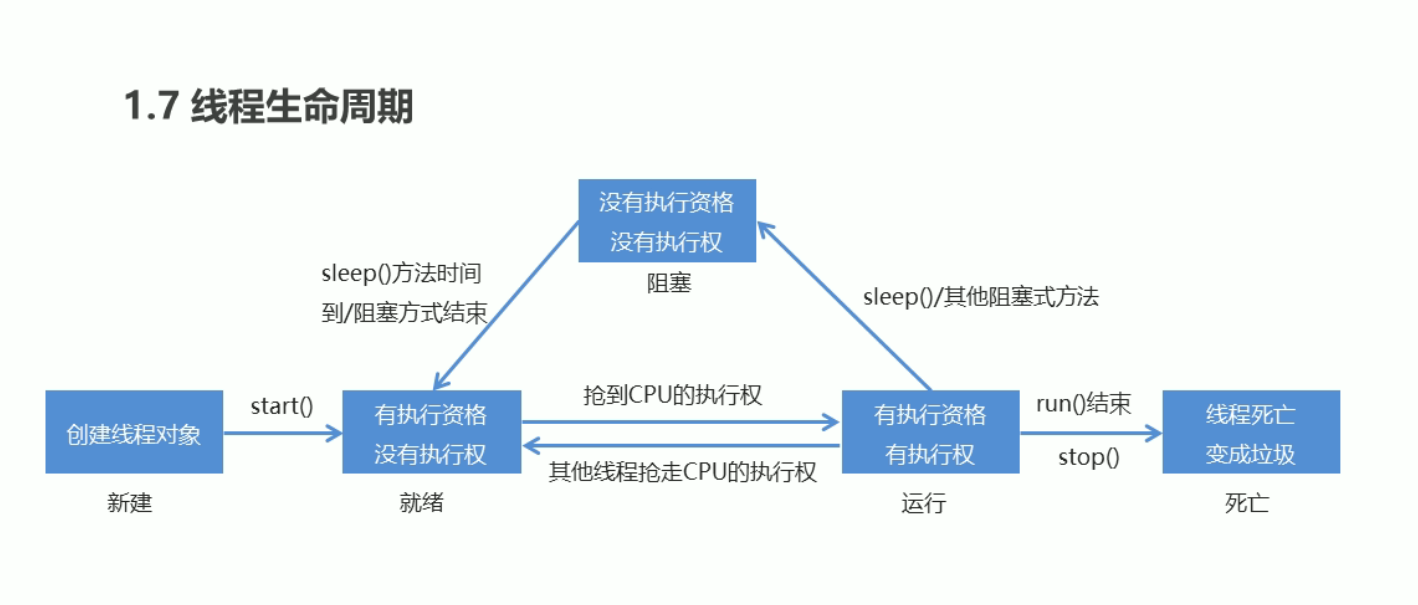 1.7 线程生命周期
没有执行资格
没有执行权
阻塞
sleep()方法时间
到/阻塞方式结束
sleep()/其他阻塞式方法
创建线程对象
新建
start()
有执行资格
没有执行权
就绪
抢到CPU的执行权
其他线程抢走CPU的执行权
有执行资格
有执行权
运行
run()结束
stop()
线程死亡
变成垃圾
死亡